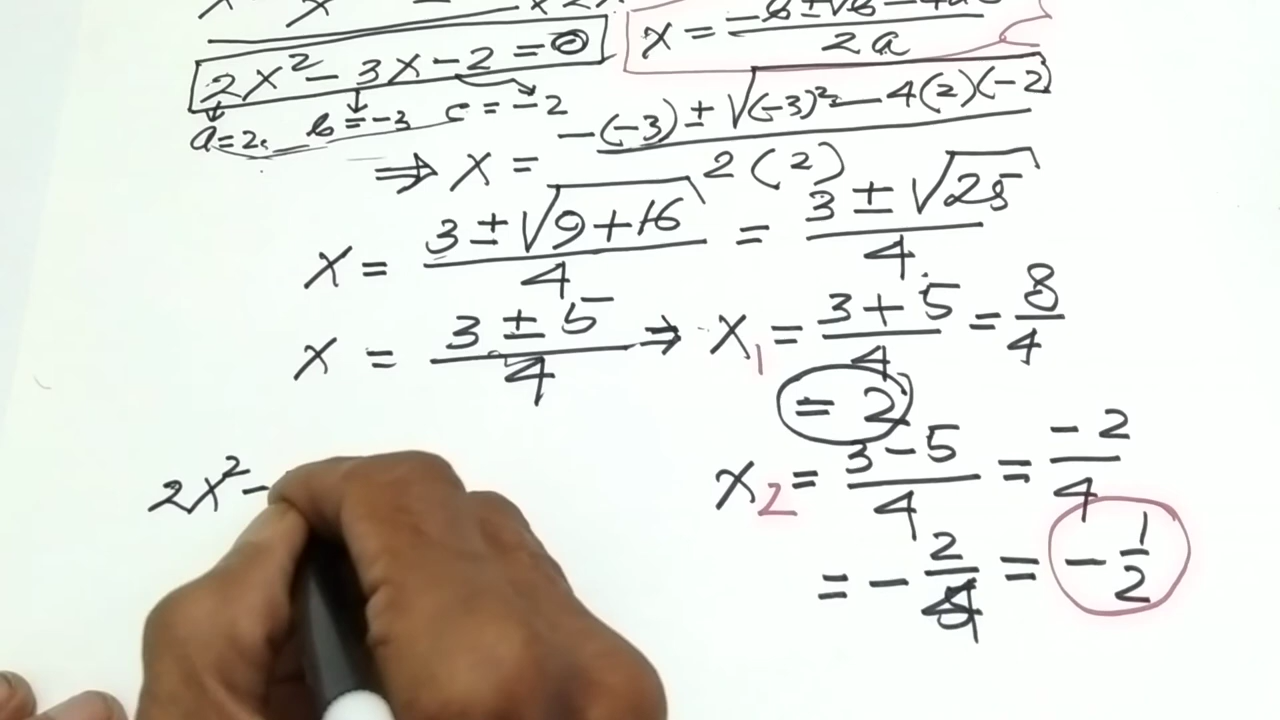 2x² - 3x - 2 = 0
x = -b ± √b - 4a / 2a
a = 2, b = -3 c = -2
⇒ x = -(-3) ± √(-3)² - 4(2)(-2) / 2(2)
x = 3 ± √9 + 16 / 4 = 3 ± √25 / 4
x = 3 ± 5 / 4 ⇒ x₁ = 3 + 5 / 4 = 8 / 4
= 2
x₂ = 3 - 5 / 4 = -2 / 4
= - 2 / 4 = - 1 / 2
2x² -